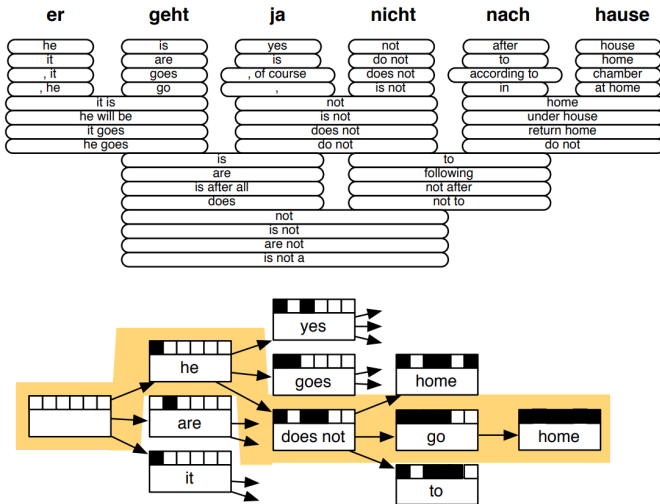 er geht ja nicht nach hause
he is yes not after house
it are is do not to home
, it goes , of course does not according to chamber
, he go , is not in at home
it is not home
he will be is not under house
it goes does not return home
he goes do not do not
is to
are following
is after all not after
does not to
not
is not
are not
is not a
yes
he goes home
are does not go home
it to